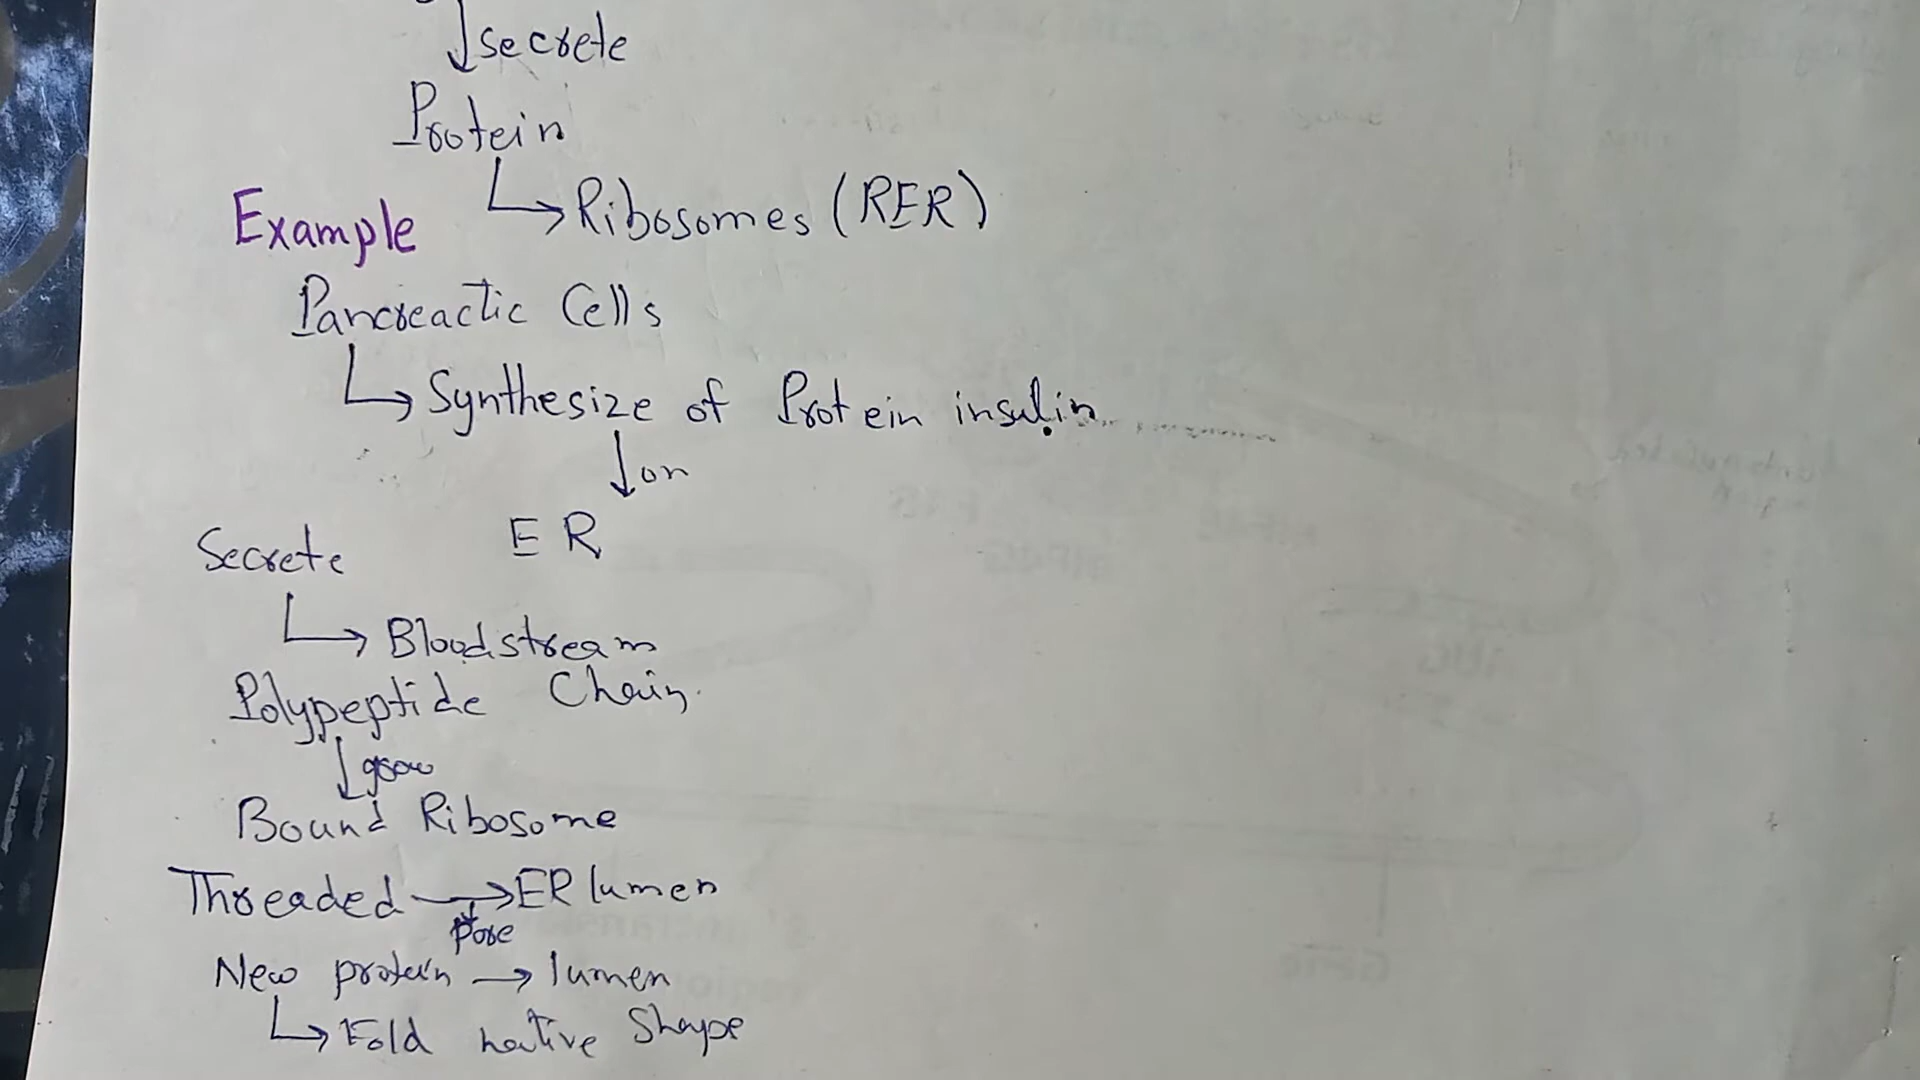 secrete
Protein
Ribosomes (RER)
Example
Pancreactic Cells
Synthesize of Protein insulin
on
ER
Secrete
Bloodstream
Polypeptide Chain
grow
Bound Ribosome
Threaded → ER lumen
pore
New protein → lumen
Fold native Shape